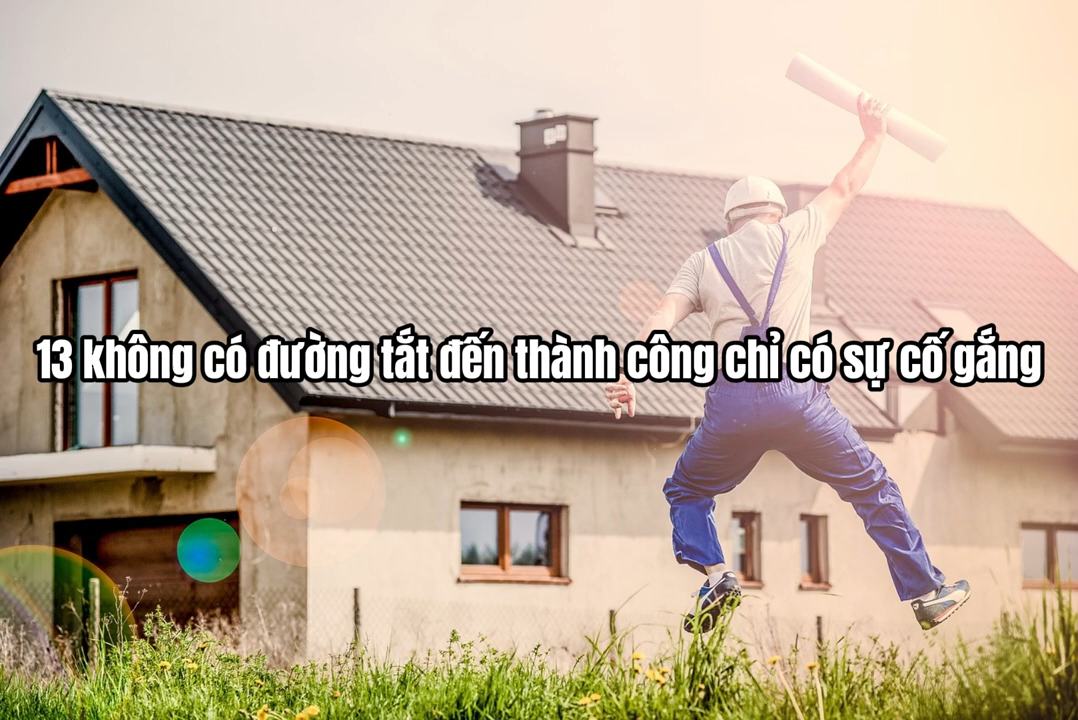 13 không có đường tắt đến thành công chỉ có sự cố gắng